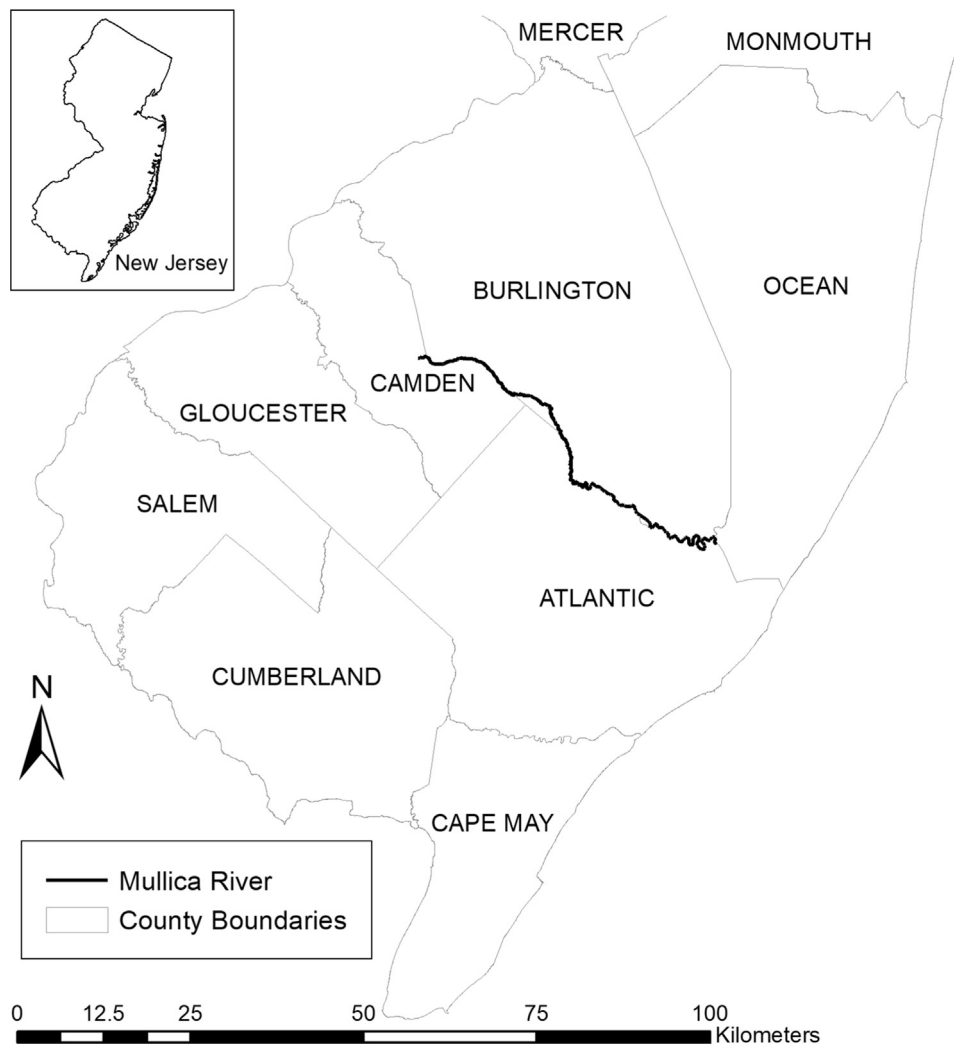 MERCER
MONMOUTH
New Jersey
BURLINGTON
OCEAN
CAMDEN
GLOUCESTER
SALEM
ATLANTIC
CUMBERLAND
N
CAPE MAY
Mullica River
County Boundaries
0 12.5 25 50 75 100
Kilometers